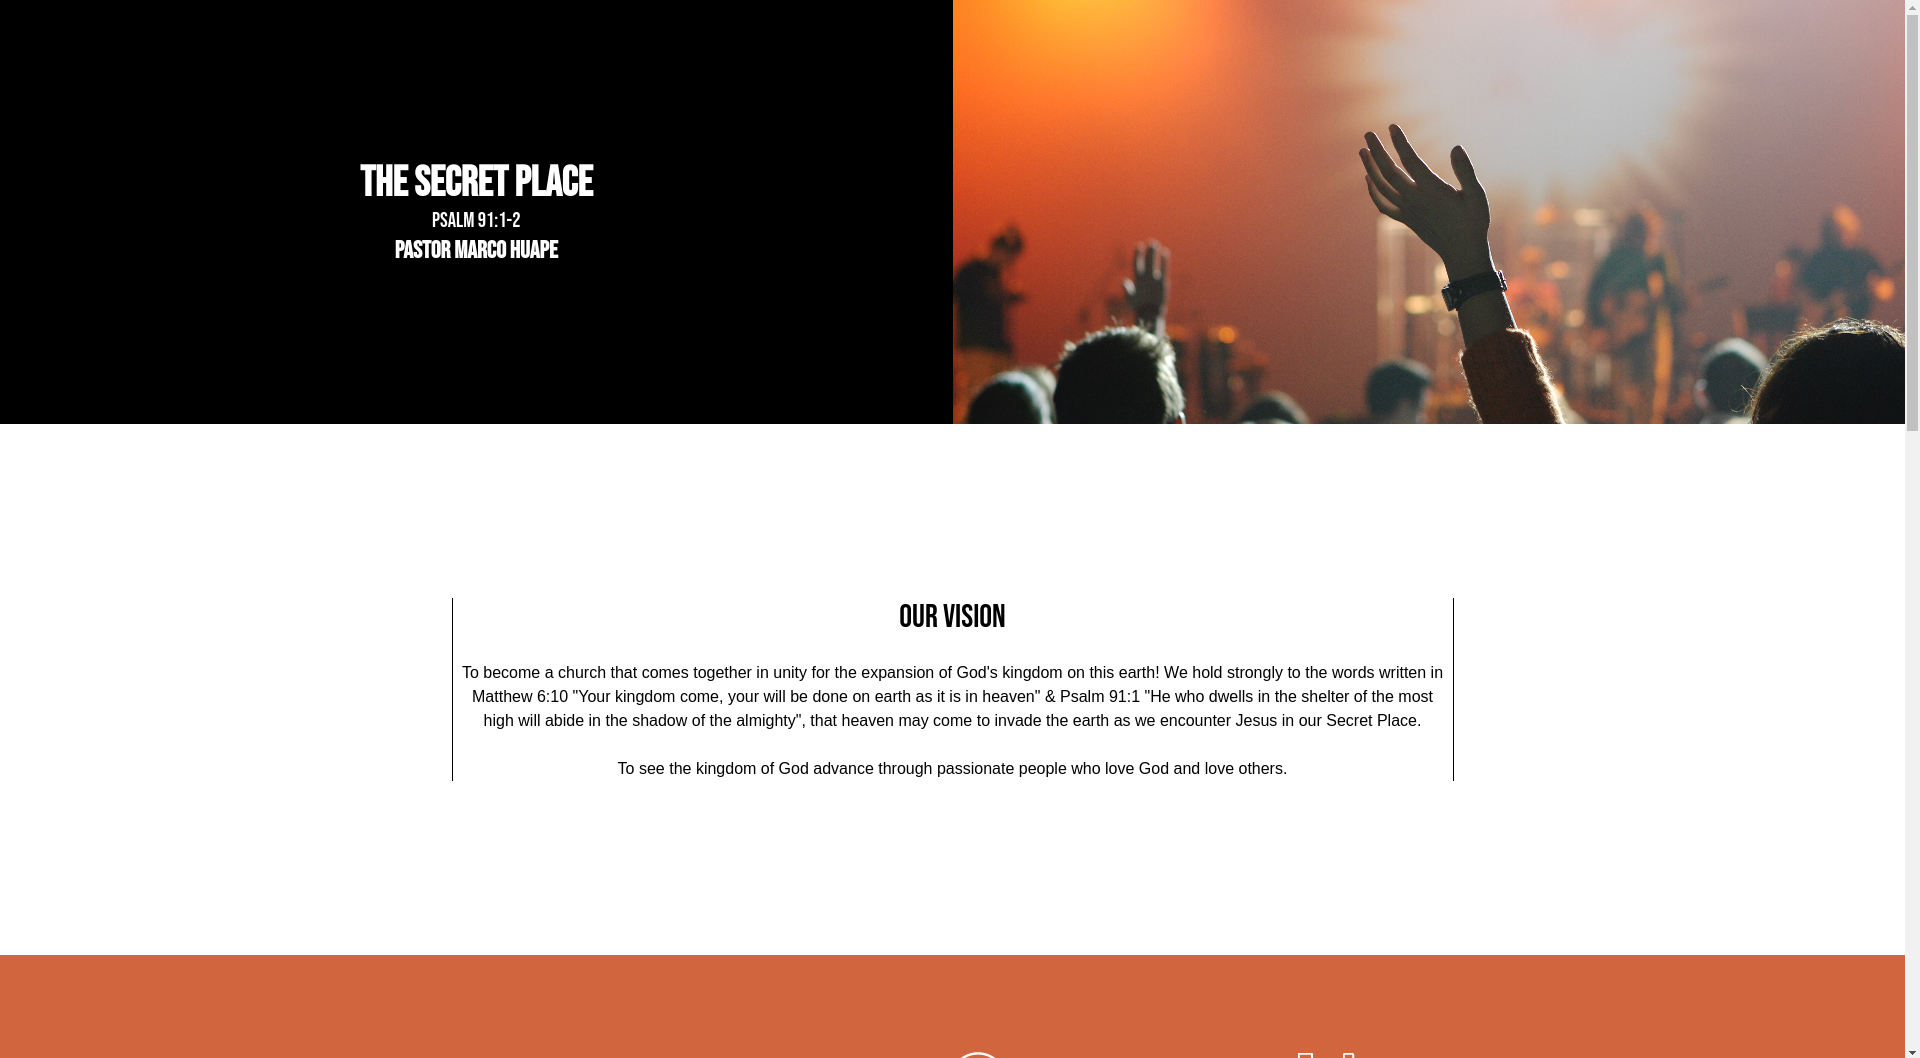 THE SECRET PLACE
PSALM 91:1-2
PASTOR MARCO HUAPE
OUR VISION
To become a church that comes together in unity for the expansion of God's kingdom on this earth! We hold strongly to the words written in
Matthew 6:10 "Your kingdom come, your will be done on earth as it is in heaven" & Psalm 91:1 "He who dwells in the shelter of the most
high will abide in the shadow of the almighty", that heaven may come to invade the earth as we encounter Jesus in our Secret Place.
To see the kingdom of God advance through passionate people who love God and love others.